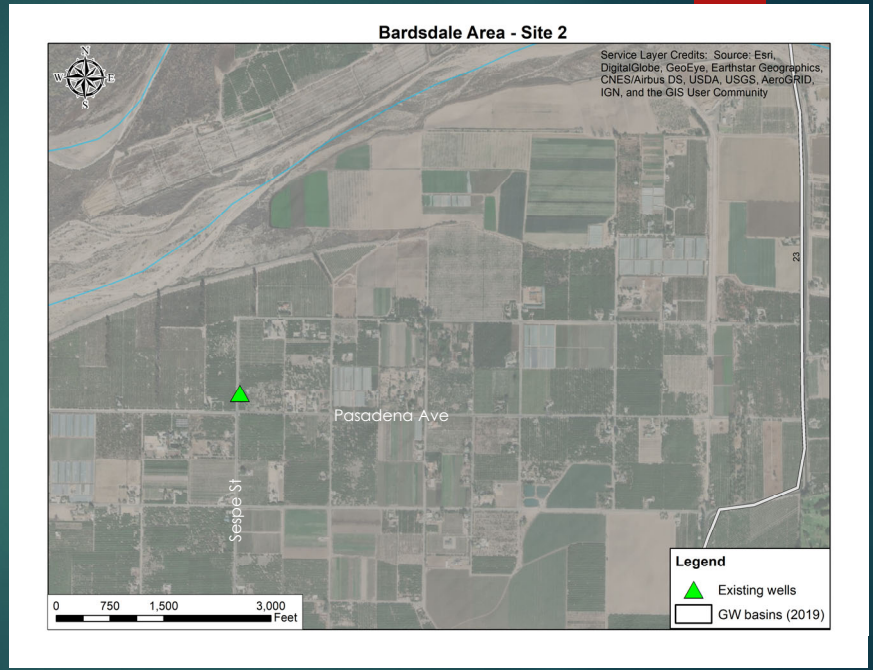 Bardsdale Area - Site 2
N
W E
S
Service Layer Credits: Source: Esri,
DigitalGlobe, GeoEye, Earthstar Geographics,
CNES/Airbus DS, USDA, USGS, AeroGRID,
IGN, and the GIS User Community
23
Pasadena Ave
Sespe St
Legend
Existing wells
GW basins (2019)
0 750 1,500 3,000
Feet